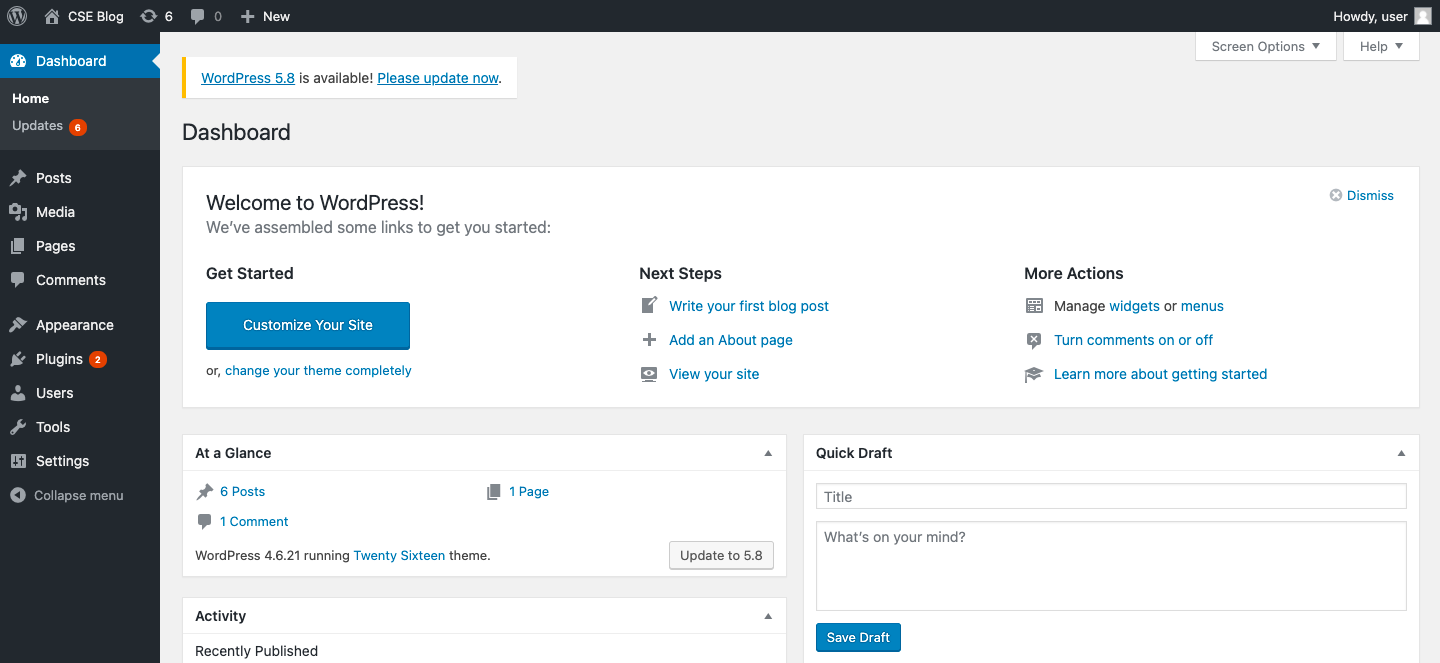 CSE Blog 6 0 New Howdy, user
Screen Options Help
Dashboard
Home
Updates 6
Posts
Media
Pages
Comments
Appearance
Plugins 2
Users
Tools
Settings
Collapse menu
WordPress 5.8 is available! Please update now.
Dashboard
Welcome to WordPress!
Dismiss
We’ve assembled some links to get you started:
Get Started
Customize Your Site
or, change your theme completely
Next Steps
Write your first blog post
Add an About page
View your site
More Actions
Manage widgets or menus
Turn comments on or off
Learn more about getting started
At a Glance
6 Posts 1 Page
1 Comment
WordPress 4.6.21 running Twenty Sixteen theme. Update to 5.8
Activity
Recently Published
Quick Draft
Title
What’s on your mind?
Save Draft